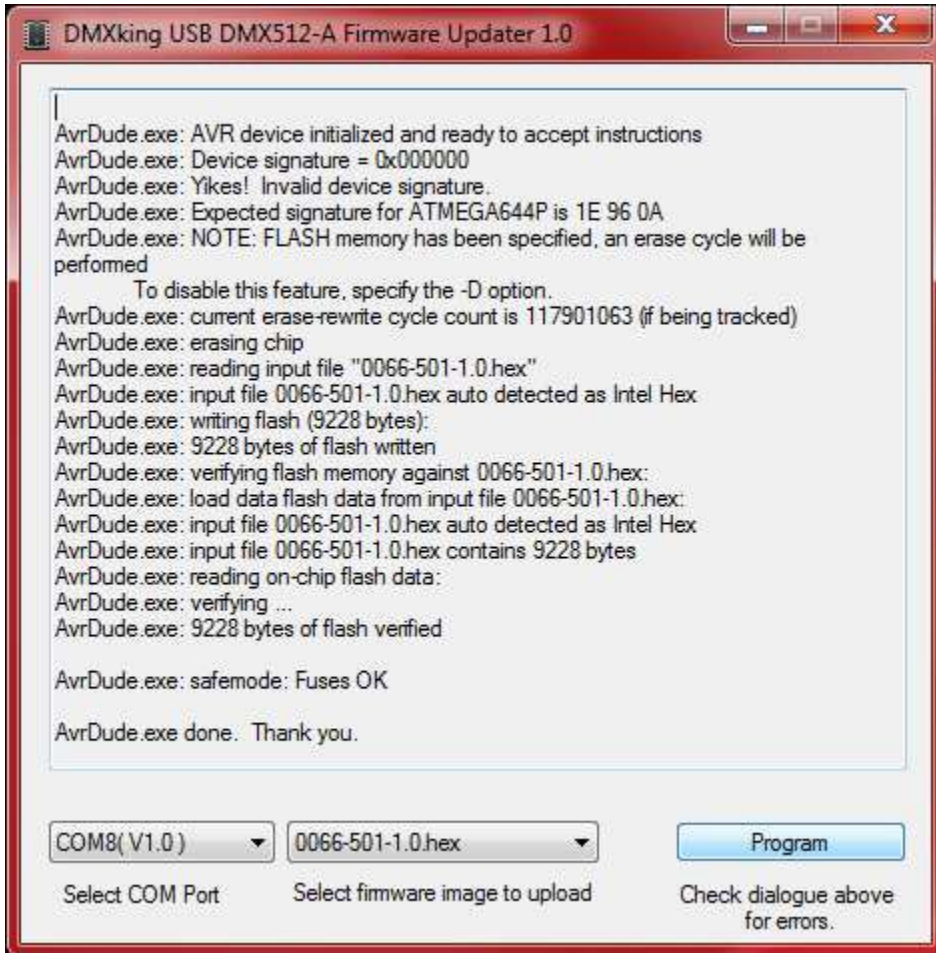 DMXking USB DMX512-A Firmware Updater 1.0
AvrDude.exe: AVR device initialized and ready to accept instructions
AvrDude.exe: Device signature = 0x000000
AvrDude.exe: Yikes!  Invalid device signature.
AvrDude.exe: Expected signature for ATMEGA644P is 1E 96 0A
AvrDude.exe: NOTE: FLASH memory has been specified, an erase cycle will be
performed
To disable this feature, specify the -D option.
AvrDude.exe: current erase-rewrite cycle count is 117901063 (if being tracked)
AvrDude.exe: erasing chip
AvrDude.exe: reading input file "0066-501-1.0.hex"
AvrDude.exe: input file 0066-501-1.0.hex auto detected as Intel Hex
AvrDude.exe: writing flash (9228 bytes):
AvrDude.exe: 9228 bytes of flash written
AvrDude.exe: verifying flash memory against 0066-501-1.0.hex:
AvrDude.exe: load data flash data from input file 0066-501-1.0.hex:
AvrDude.exe: input file 0066-501-1.0.hex auto detected as Intel Hex
AvrDude.exe: input file 0066-501-1.0.hex contains 9228 bytes
AvrDude.exe: reading on-chip flash data:
AvrDude.exe: verifying ...
AvrDude.exe: 9228 bytes of flash verified
AvrDude.exe: safemode: Fuses OK
AvrDude.exe done.  Thank you.
COM8( V1.0 )
0066-501-1.0.hex
Program
Select COM Port
Select firmware image to upload
Check dialogue above
for errors.